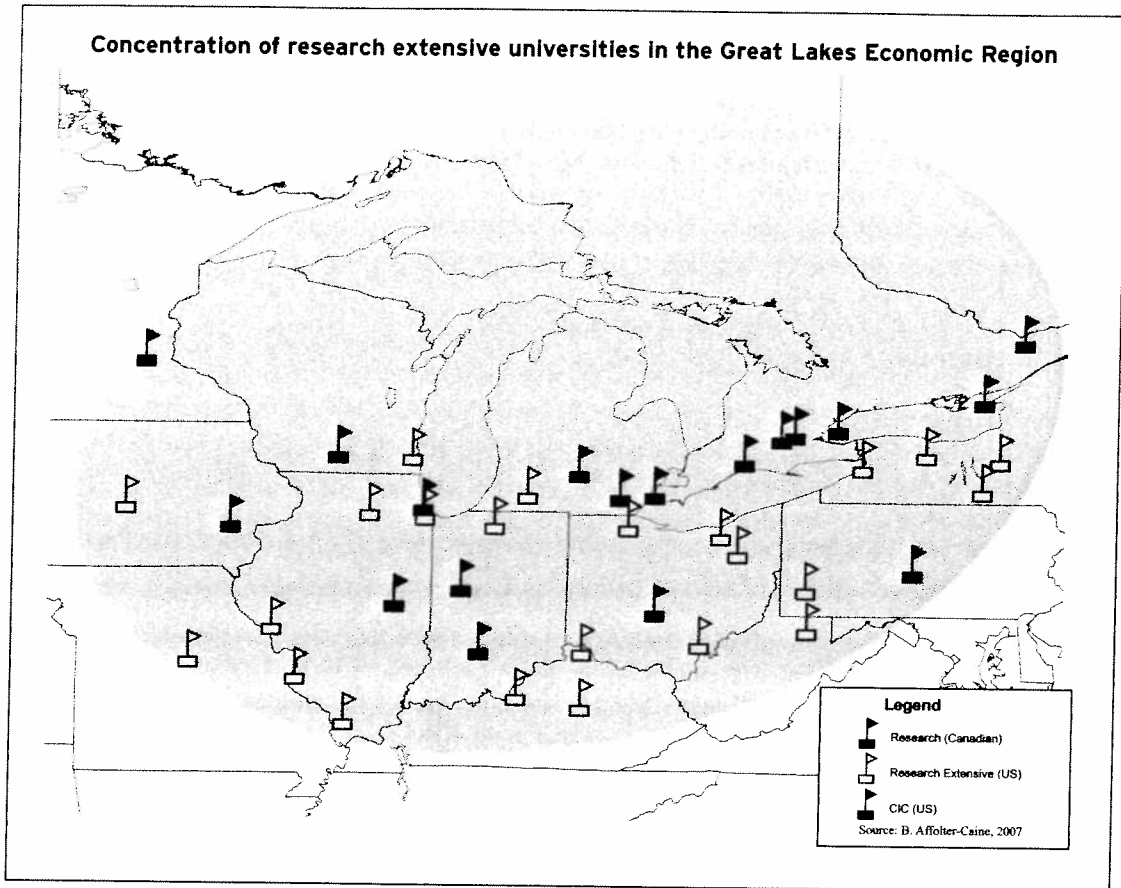 Concentration of research extensive universities in the Great Lakes Economic Region
Legend
Research (Canadian)
Research Extensive (US)
CIC (US)
Source: B. Affolter-Caine, 2007